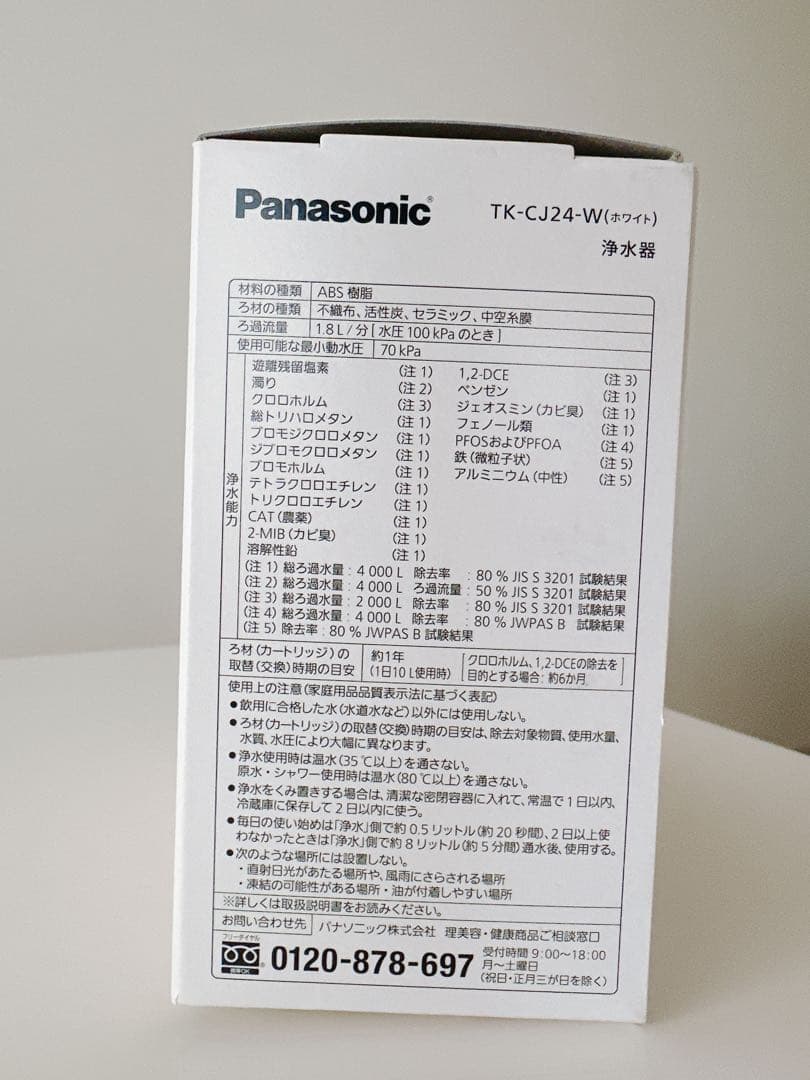 Panasonic®
TK-CJ24-W(ホワイト)
浄水器
材料の種類 ABS 樹脂
ろ材の種類 不織布、活性炭、セラミック、中空糸膜
ろ過流量 1.8 L / 分 [ 水圧 100 kPa のとき ]
使用可能な最小動水圧 70 kPa
浄水能力
遊離残留塩素 (注 1)
濁り (注 2)
クロロホルム (注 3)
総トリハロメタン (注 1)
ブロモジクロロメタン (注 1)
ジブロモクロロメタン (注 1)
ブロモホルム (注 1)
テトラクロロエチレン (注 1)
トリクロロエチレン (注 1)
CAT (農薬) (注 1)
2-MIB (カビ臭) (注 1)
溶解性鉛 (注 1)
1,2-DCE (注 3)
ベンゼン (注 1)
ジェオスミン (カビ臭) (注 1)
フェノール類 (注 1)
PFOSおよびPFOA (注 4)
鉄 (微粒子状) (注 5)
アルミニウム (中性) (注 5)
(注 1) 総ろ過水量 : 4 000 L 除去率 : 80 % JIS S 3201 試験結果
(注 2) 総ろ過水量 : 4 000 L ろ過流量 : 50 % JIS S 3201 試験結果
(注 3) 総ろ過水量 : 2 000 L 除去率 : 80 % JIS S 3201 試験結果
(注 4) 総ろ過水量 : 4 000 L 除去率 : 80 % JWPAS B 試験結果
(注 5) 除去率 : 80 % JWPAS B 試験結果
ろ材 (カートリッジ) の
取替(交換) 時期の目安
約1年
(1日10 L使用時)
[クロロホルム、1,2-DCEの除去を
目的とする場合: 約6か月]
使用上の注意 (家庭用品品質表示法に基づく表記)
●飲用に合格した水 (水道水など) 以外には使用しない。
●ろ材 (カートリッジ) の取替 (交換) 時期の目安は、除去対象物質、使用水量、
水質、水圧により大幅に異なります。
●浄水使用時は温水 (35 ℃以上) を通さない。
原水・シャワー使用時は温水 (80 ℃以上) を通さない。
●浄水をくみ置きする場合は、清潔な密閉容器に入れて、常温で 1 日以内、
冷蔵庫に保存して 2 日以内に使う。
●毎日の使い始めは「浄水」側で約 0.5 リットル (約 20 秒間)、2 日以上使
わなかったときは「浄水」側で約 8 リットル (約 5 分間) 通水後、使用する。
●次のような場所には設置しない。
・直射日光があたる場所や、風雨にさらされる場所
・凍結の可能性がある場所・油が付着しやすい場所
※詳しくは取扱説明書をお読みください。
お問い合わせ先 パナソニック株式会社 理美容・健康商品ご相談窓口
フリーダイヤル
携帯OK
0120-878-697
受付時間 9:00~18:00
月~土曜日
(祝日・正月三が日を除く)